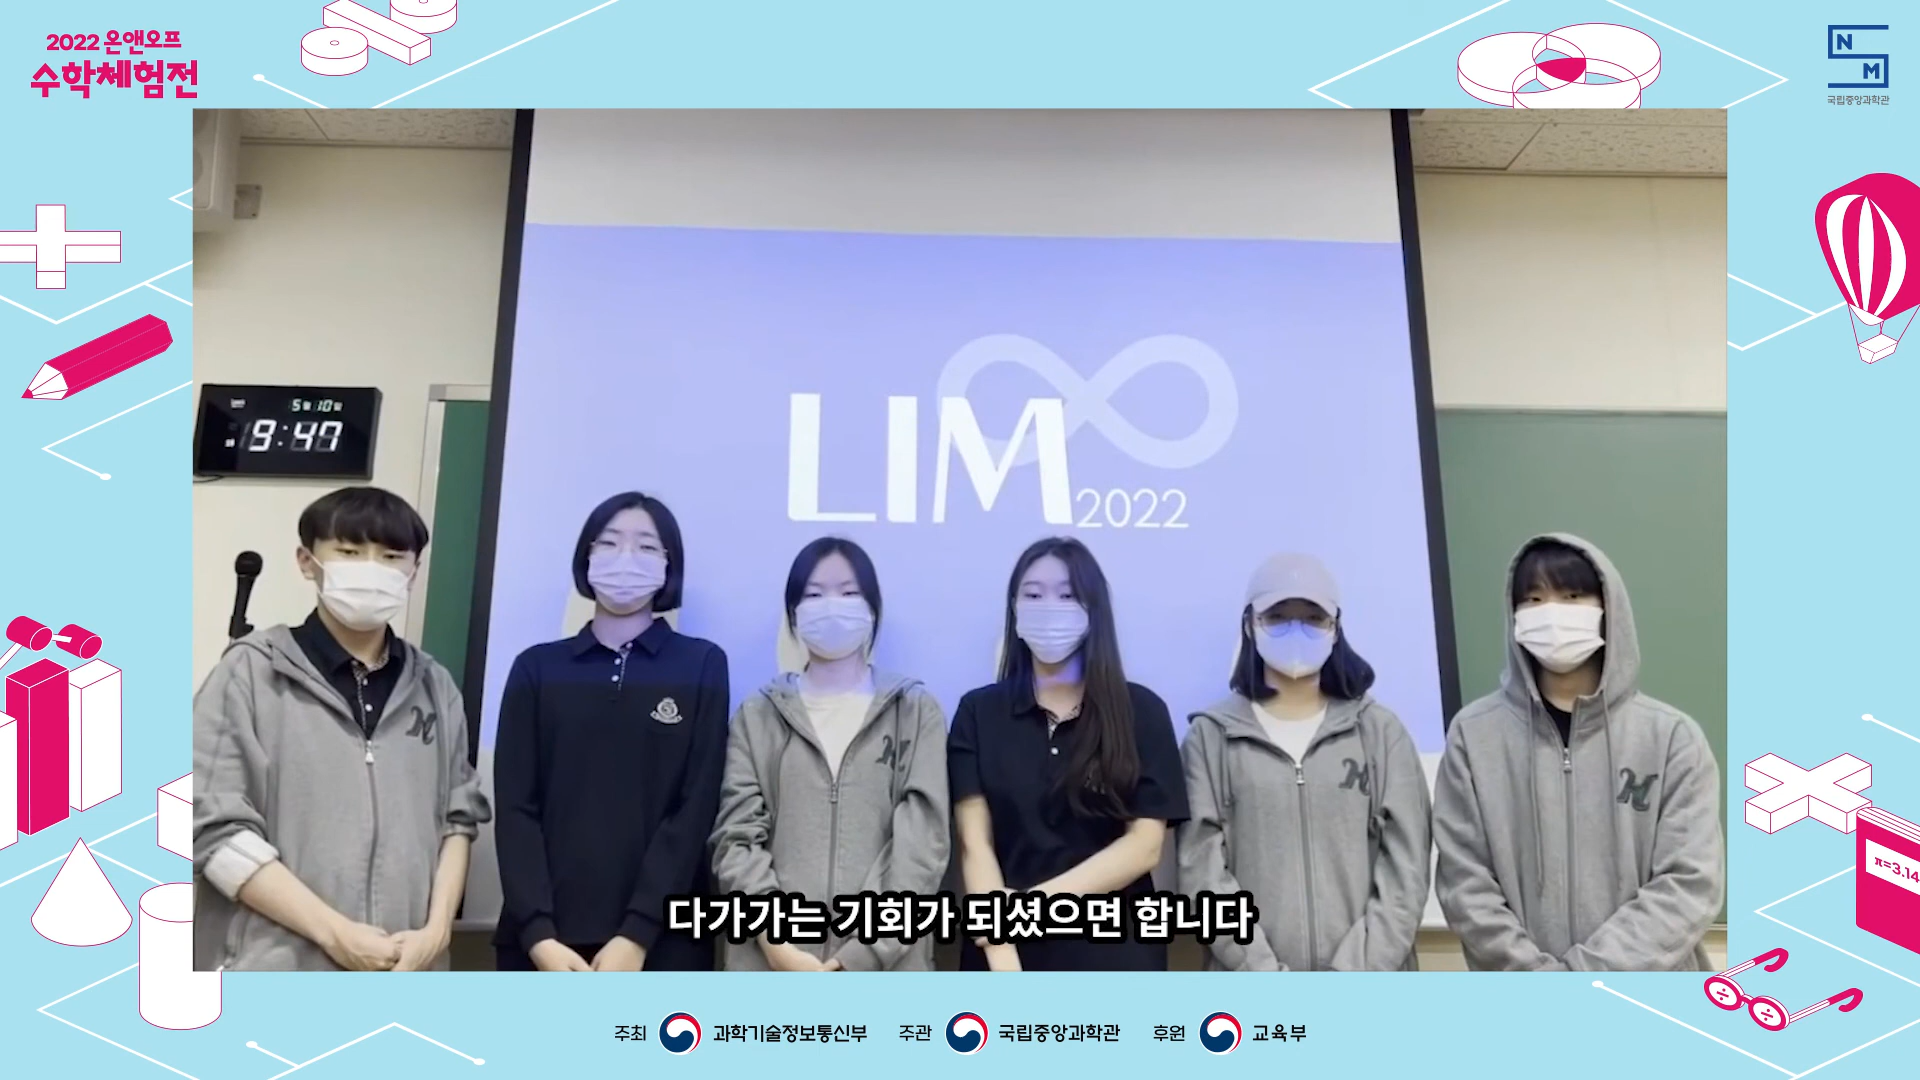 2022 온앤오프
수학체험전
N
M
국립중앙과학관
5월 10일
9:47
LIM
2022
H
H
H
H
π=3.14
다가가는 기회가 되셨으면 합니다
주최 과학기술정보통신부 주관 국립중앙과학관 후원 교육부